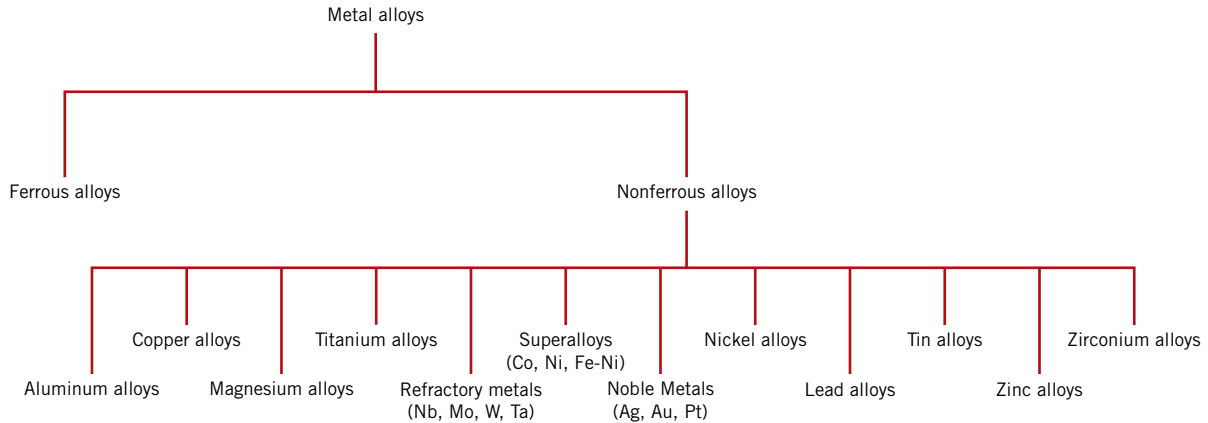 Metal alloys
Ferrous alloys
Nonferrous alloys
Copper alloys
Titanium alloys
Superalloys
(Co, Ni, Fe-Ni)
Nickel alloys
Tin alloys
Zirconium alloys
Aluminum alloys
Magnesium alloys
Refractory metals
(Nb, Mo, W, Ta)
Noble Metals
(Ag, Au, Pt)
Lead alloys
Zinc alloys